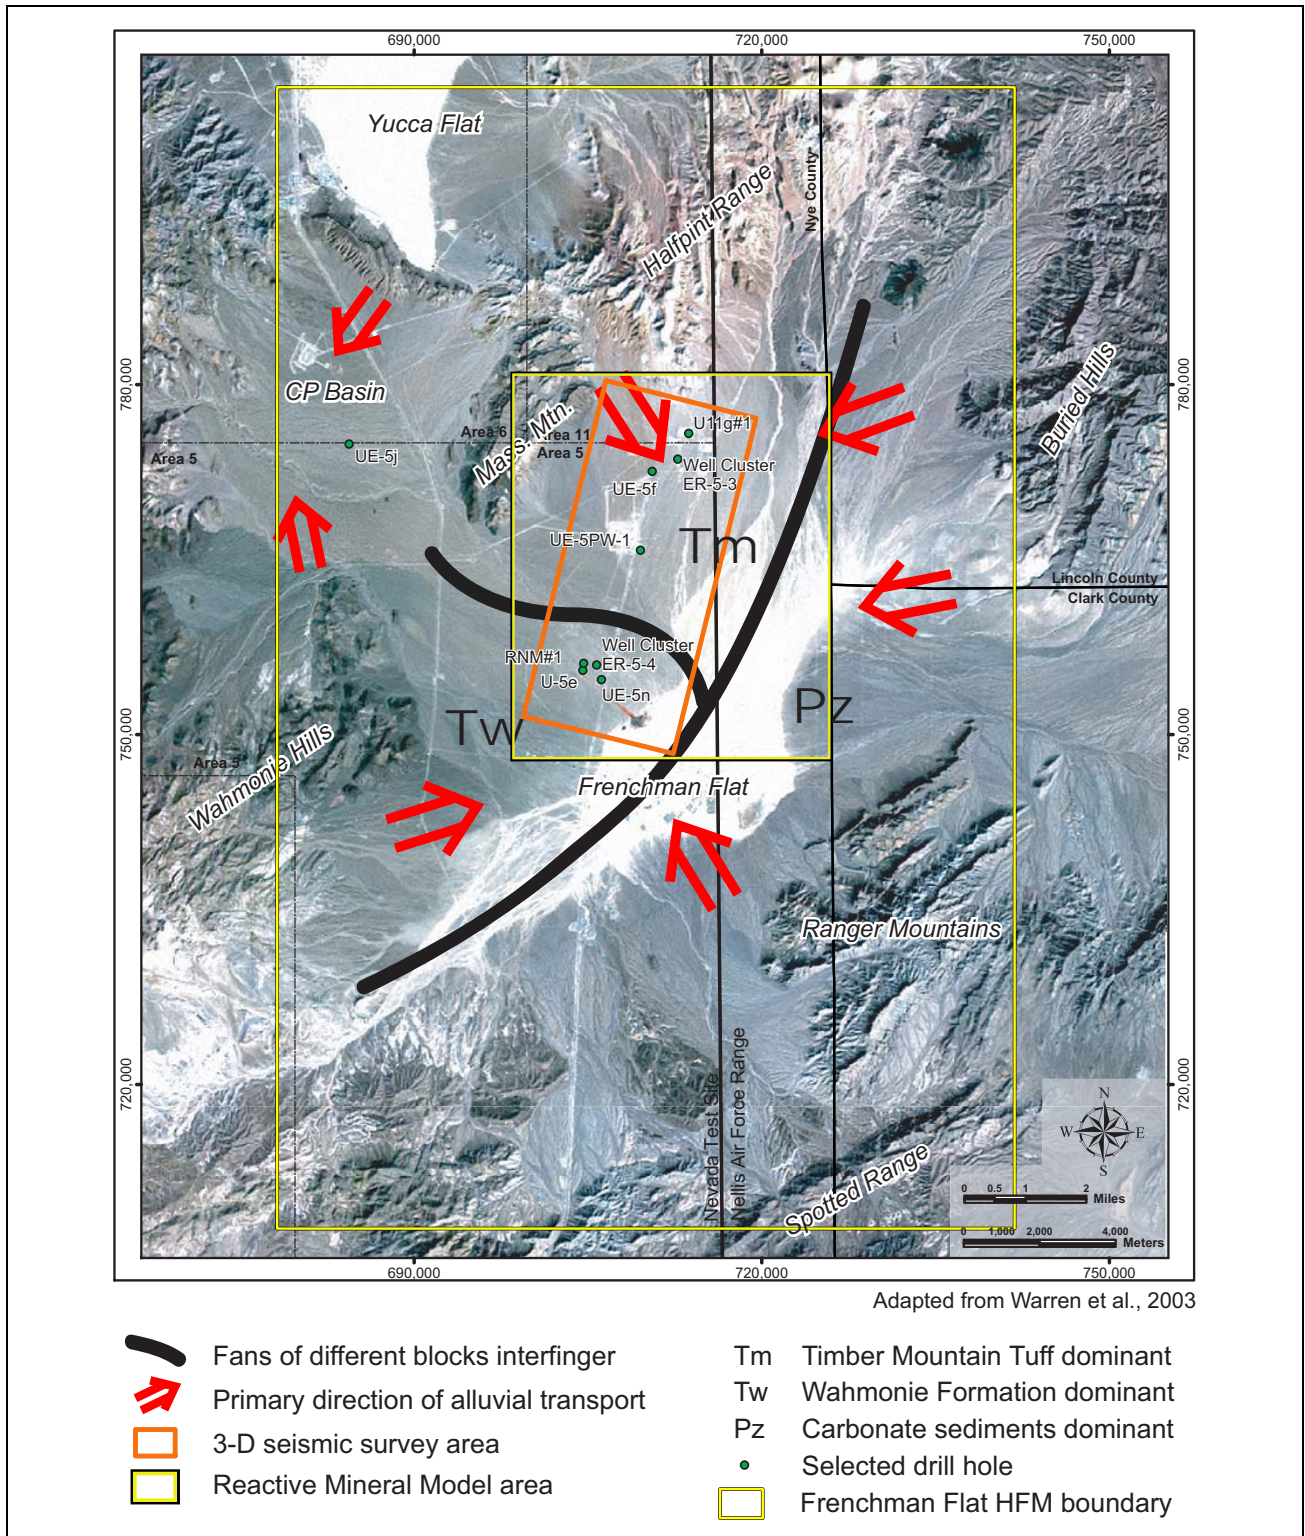 690,000
720,000
750,000
Yucca Flat
Halfpint Range
Nye County
780,000
780,000
CP Basin
Buried Hills
Mass. Mtn.
Area 6
Area 11
Area 5
Area 5
U11g#1
UE-5j
Well Cluster
ER-5-3
UE-5f
UE-5PW-1
Tm
Lincoln County
Clark County
RNM#1
Well Cluster
ER-5-4
U-5e
UE-5n
Tw
Pz
750,000
750,000
Area 5
Wahmonie Hills
Frenchman Flat
Ranger Mountains
Nevada Test Site
Nellis Air Force Range
720,000
720,000
Spotted Range
N
W
E
S
0 0.5 1 2
Miles
0 1,000 2,000 4,000
Meters
690,000
720,000
750,000
Adapted from Warren et al., 2003
Fans of different blocks interfinger
Primary direction of alluvial transport
3-D seismic survey area
Reactive Mineral Model area
Tm Timber Mountain Tuff dominant
Tw Wahmonie Formation dominant
Pz Carbonate sediments dominant
Selected drill hole
Frenchman Flat HFM boundary